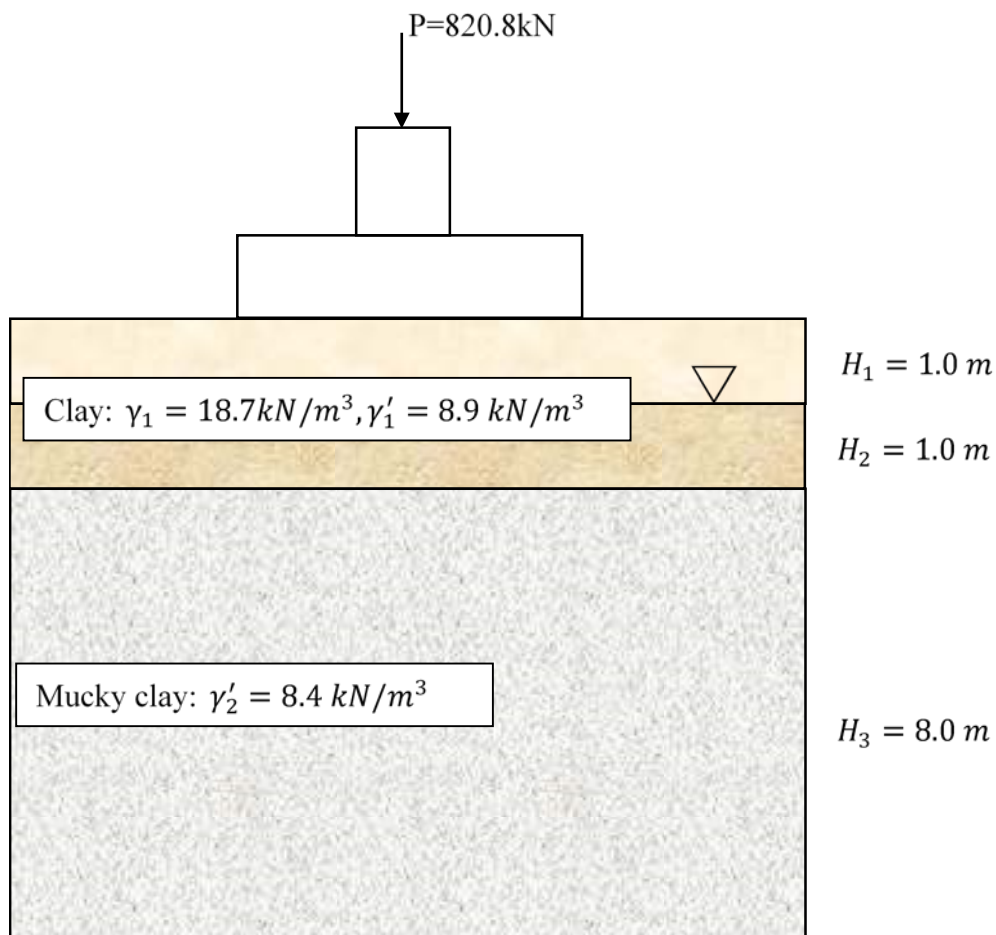 P=820.8kN
H₁ = 1.0 m
Clay: γ₁ = 18.7kN/m³, γ₁′ = 8.9 kN/m³
H₂ = 1.0 m
Mucky clay: γ₂′ = 8.4 kN/m³
H₃ = 8.0 m